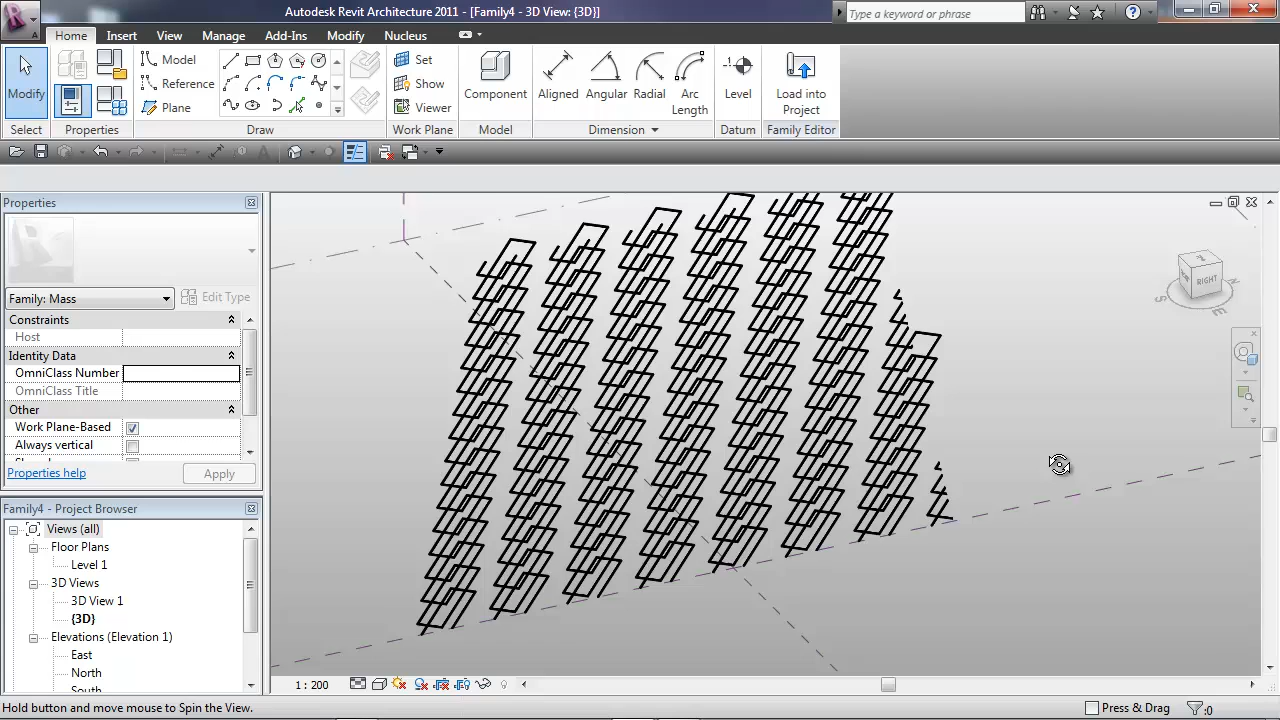 Autodesk Revit Architecture 2011 - [Family4 - 3D View: {3D}]
Type a keyword or phrase
Home Insert View Manage Add-Ins Modify Nucleus
Modify
Select
Properties
Model
Reference
Plane
Draw
Set
Show
Viewer
Work Plane
Component
Model
Aligned
Angular
Radial
Arc
Length
Dimension
Level
Datum
Load into
Project
Family Editor
Properties
Family: Mass
Edit Type
Constraints
Host
Identity Data
OmniClass Number
OmniClass Title
Other
Work Plane-Based
Always vertical
Properties help
Apply
Family4 - Project Browser
Views (all)
Floor Plans
Level 1
3D Views
3D View 1
{3D}
Elevations (Elevation 1)
East
North
RIGHT
S
E
N
1 : 200
Hold button and move mouse to Spin the View.
Press & Drag
:0